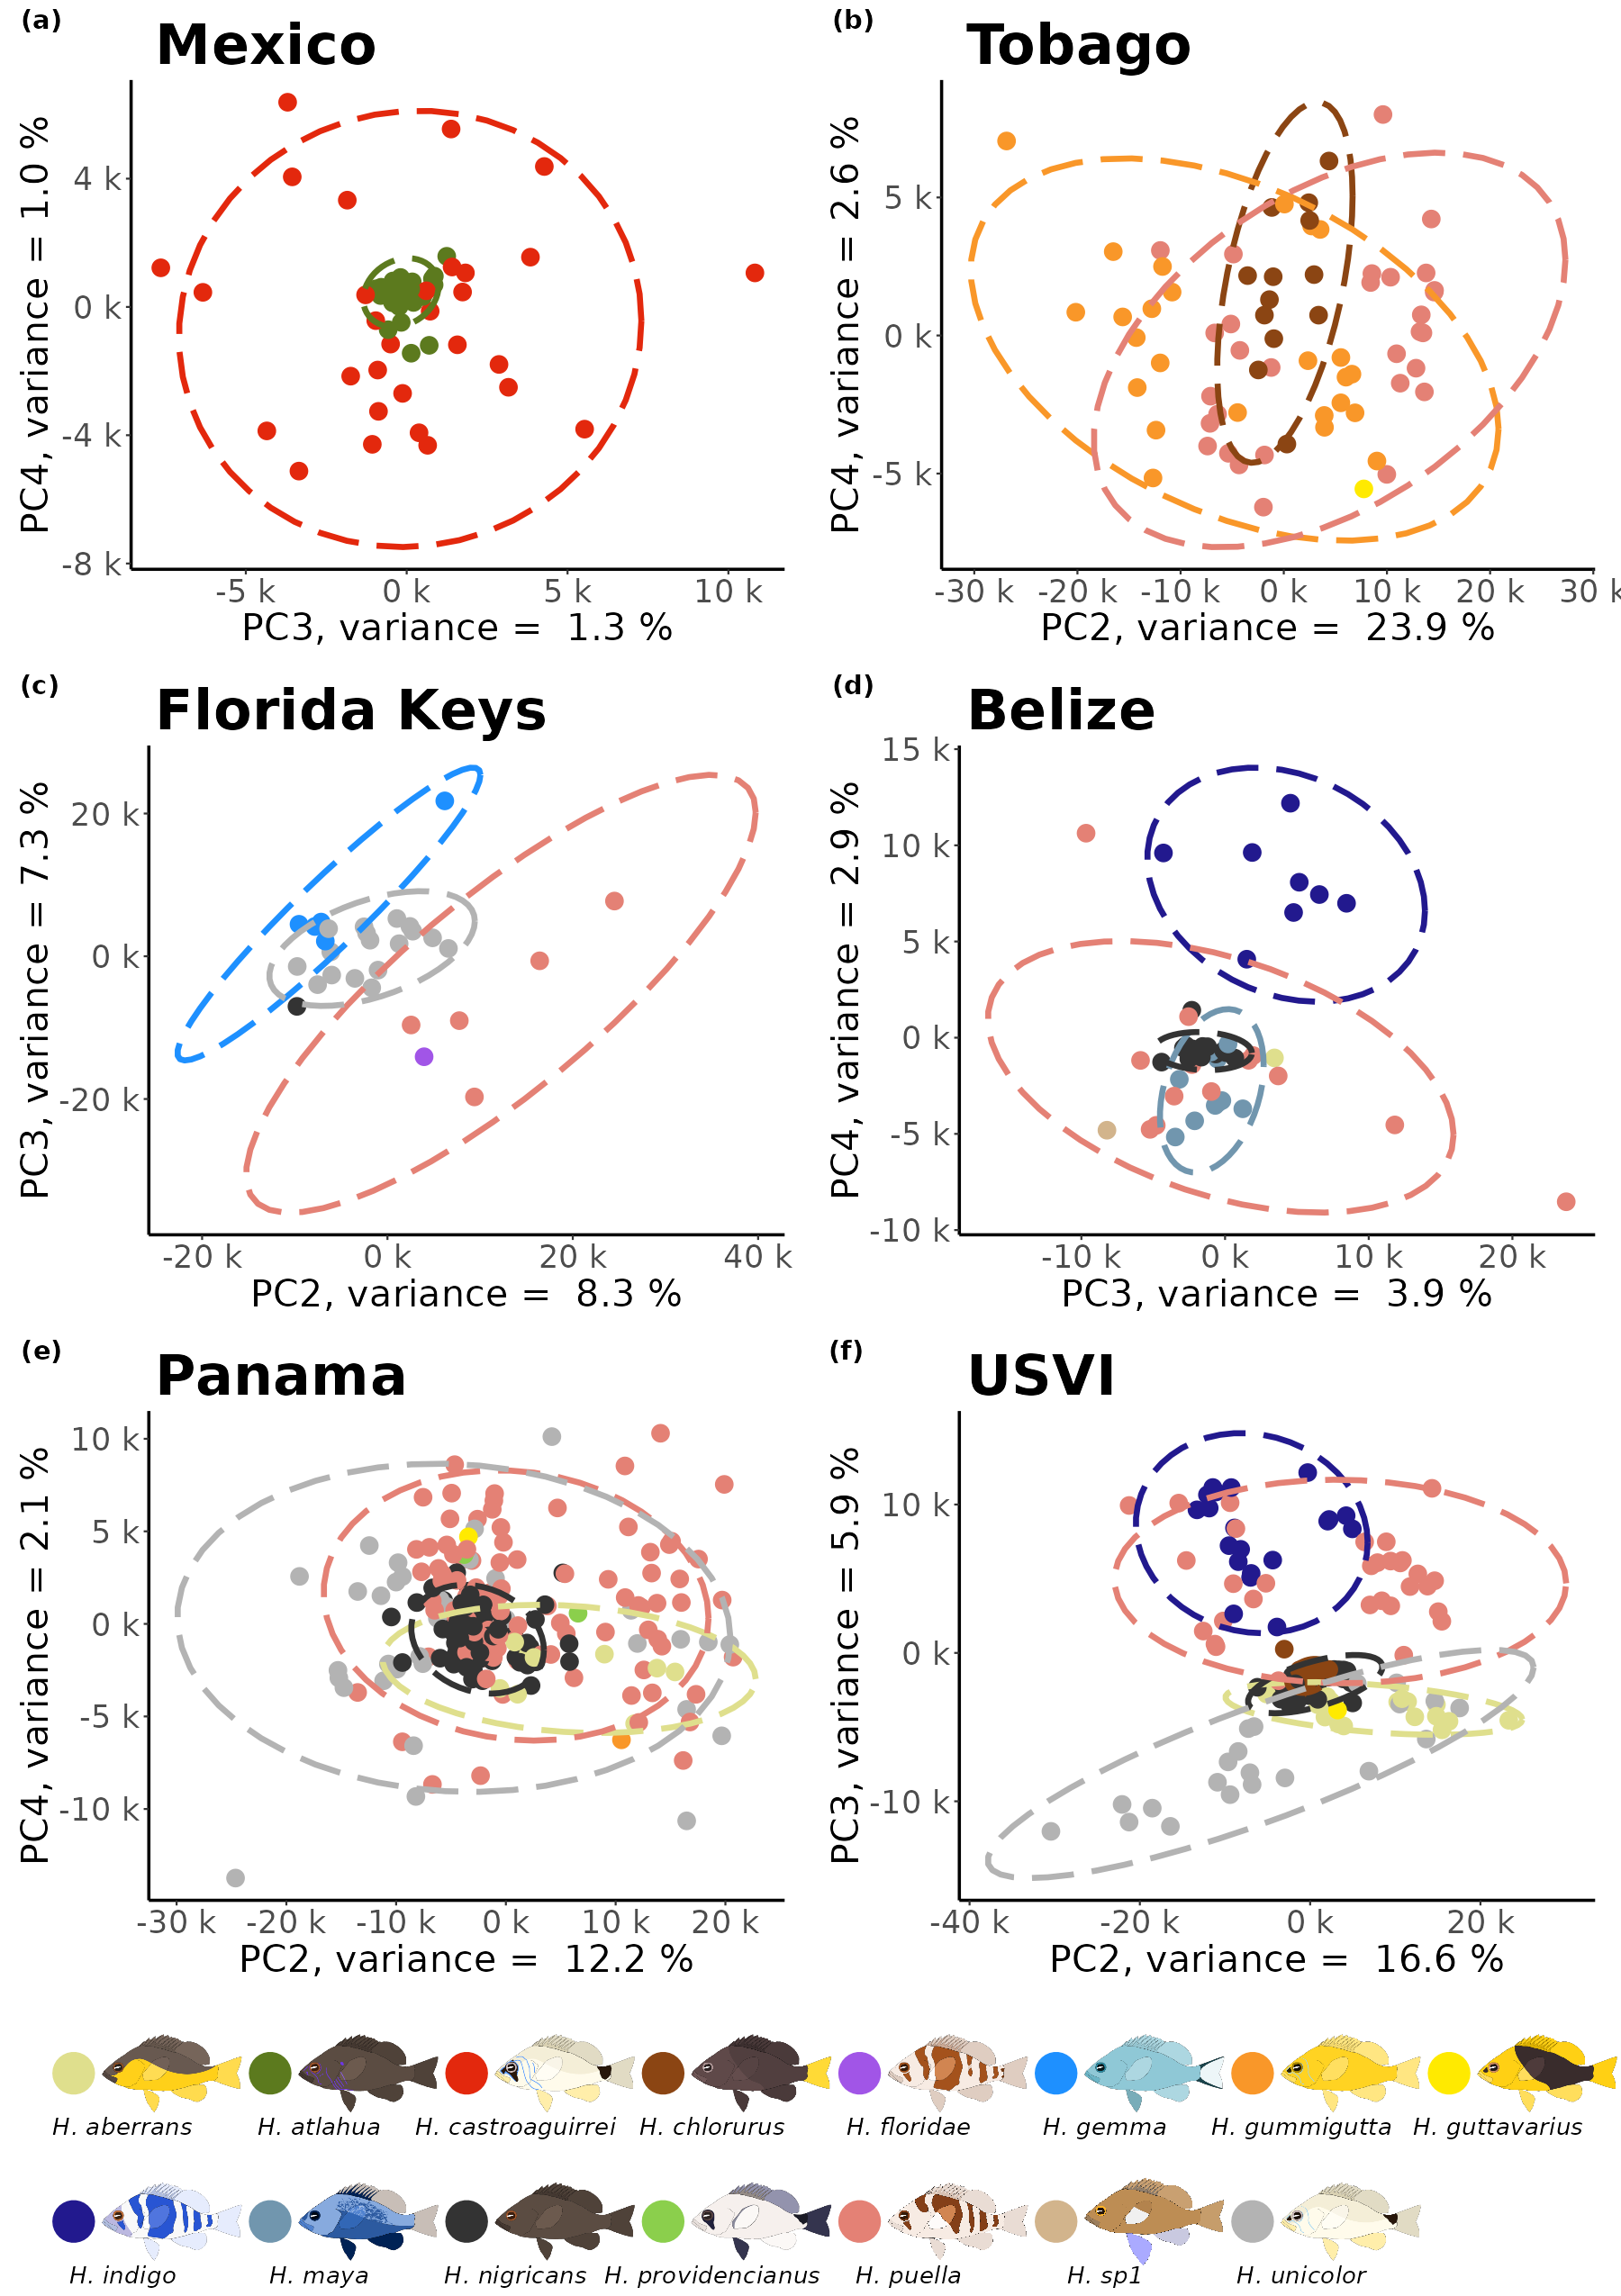 (a) Mexico
PC4, variance = 1.0 %
4 k
0 k
-4 k
-8 k
-5 k 0 k 5 k 10 k
PC3, variance = 1.3 %
(b) Tobago
PC4, variance = 2.6 %
5 k
0 k
-5 k
-30 k -20 k -10 k 0 k 10 k 20 k 30 k
PC2, variance = 23.9 %
(c) Florida Keys
PC3, variance = 7.3 %
20 k
0 k
-20 k
-20 k 0 k 20 k 40 k
PC2, variance = 8.3 %
(d) Belize
PC4, variance = 2.9 %
15 k
10 k
5 k
0 k
-5 k
-10 k
-10 k 0 k 10 k 20 k
PC3, variance = 3.9 %
(e) Panama
PC4, variance = 2.1 %
10 k
5 k
0 k
-5 k
-10 k
-30 k -20 k -10 k 0 k 10 k 20 k
PC2, variance = 12.2 %
(f) USVI
PC3, variance = 5.9 %
10 k
0 k
-10 k
-40 k -20 k 0 k 20 k
PC2, variance = 16.6 %
H. aberrans H. atlahua H. castroaguirrei H. chlorurus H. floridae H. gemma H. gummigutta H. guttavarius
H. indigo H. maya H. nigricans H. providencianus H. puella H. sp1 H. unicolor